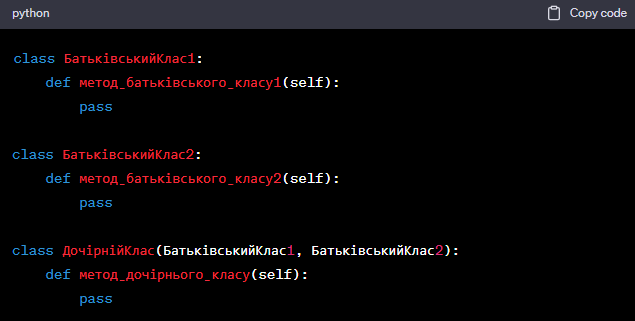 python Copy code
class БатьківськийКлас1:
    def метод_батьківського_класу1(self):
        pass
class БатьківськийКлас2:
    def метод_батьківського_класу2(self):
        pass
class ДочірнійКлас(БатьківськийКлас1, БатьківськийКлас2):
    def метод_дочірнього_класу(self):
        pass